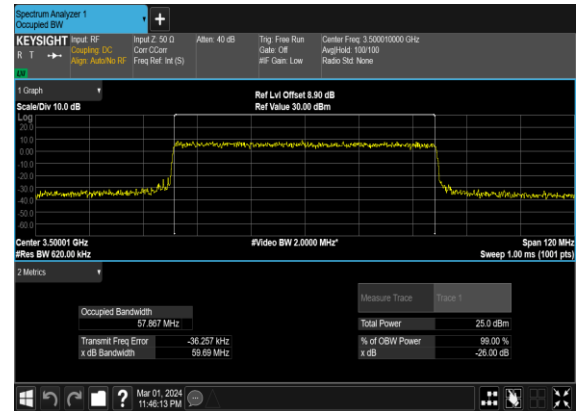 Spectrum Analyzer 1
Occupied BW
+
KEYSIGHT
R T
LXI
Input: RF
Coupling: DC
Align: Auto/No RF
Input Z: 50 Ω
Corr CCorr
Freq Ref: Int (S)
Atten: 40 dB
Trig: Free Run
Gate: Off
#IF Gain: Low
Center Freq: 3.500010000 GHz
Avg|Hold: 100/100
Radio Std: None
1 Graph
Scale/Div 10.0 dB
Ref Lvl Offset 8.90 dB
Ref Value 30.00 dBm
Log
20.0
10.0
0.00
-10.0
-20.0
-30.0
-40.0
-50.0
-60.0
Center 3.50001 GHz
#Res BW 620.00 kHz
#Video BW 2.0000 MHz*
Span 120 MHz
Sweep 1.00 ms (1001 pts)
2 Metrics
Measure Trace Trace 1
Occupied Bandwidth
57.867 MHz
Total Power 25.0 dBm
Transmit Freq Error -36.257 kHz
% of OBW Power 99.00 %
x dB Bandwidth 59.69 MHz
x dB -26.00 dB
?
Mar 01, 2024
11:46:13 PM